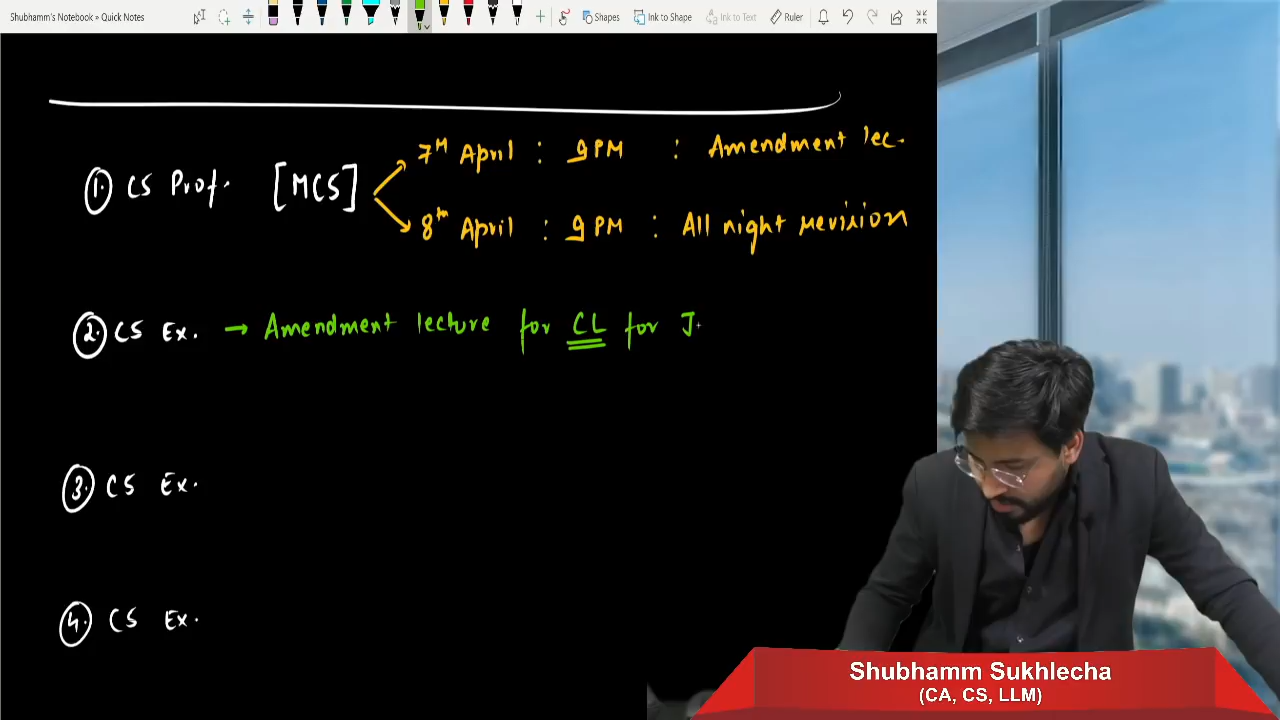 Shubhamm's Notebook » Quick Notes
Shapes
Ink to Shape
Ink to Text
Ruler
1. CS Prof. [MCS]
7th April : 9PM : Amendment lec.
8th April : 9PM : All night revision
2. CS Ex. → Amendment lecture for CL for J
3. CS Ex.
4. CS Ex.
Shubhamm Sukhlecha
(CA, CS, LLM)